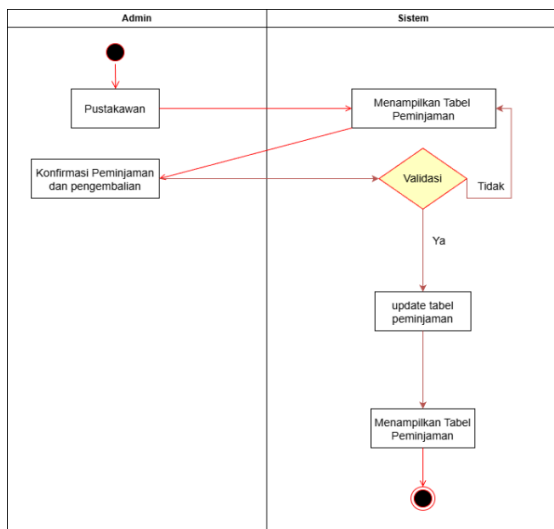 Admin
Sistem
Pustakawan
Menampilkan Tabel
Peminjaman
Konfirmasi Peminjaman
dan pengembalian
Validasi
Tidak
Ya
update tabel
peminjaman
Menampilkan Tabel
Peminjaman